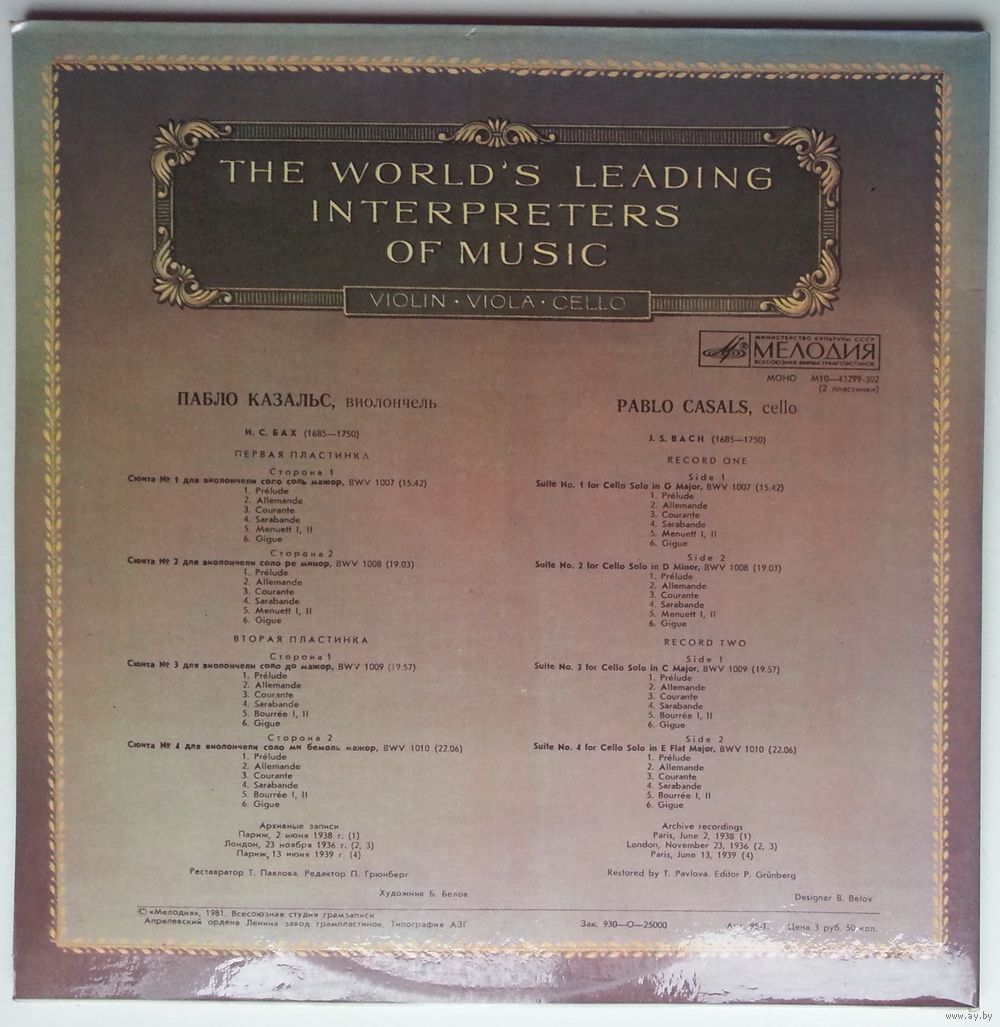 THE WORLD'S LEADING
INTERPRETERS
OF MUSIC
VIOLIN · VIOLA · CELLO
МИНИСТЕРСТВО КУЛЬТУРЫ СССР
МЕЛОДИЯ
ВСЕСОЮЗНАЯ ФИРМА ГРАМПЛАСТИНОК
МОНО М10—43299-302
(2 пластинки)
ПАБЛО КАЗАЛЬС, виолончель
И. С. БАХ (1685—1750)
ПЕРВАЯ ПЛАСТИНКА
Сторона 1
Сюита № 1 для виолончели соло соль мажор, BWV 1007 (15.42)
1. Prélude
2. Allemande
3. Courante
4. Sarabande
5. Menuett I, II
6. Gigue
Сторона 2
Сюита № 2 для виолончели соло ре минор, BWV 1008 (19.03)
1. Prélude
2. Allemande
3. Courante
4. Sarabande
5. Menuett I, II
6. Gigue
ВТОРАЯ ПЛАСТИНКА
Сторона 1
Сюита № 3 для виолончели соло до мажор, BWV 1009 (19.57)
1. Prélude
2. Allemande
3. Courante
4. Sarabande
5. Bourrée I, II
6. Gigue
Сторона 2
Сюита № 4 для виолончели соло ми бемоль мажор, BWV 1010 (22.06)
1. Prélude
2. Allemande
3. Courante
4. Sarabande
5. Bourrée I, II
6. Gigue
Архивные записи
Париж, 2 июня 1938 г. (1)
Лондон, 23 ноября 1936 г. (2, 3)
Париж, 13 июня 1939 г. (4)
Реставратор Т. Павлова. Редактор П. Грюнберг
Художник Б. Белов
PABLO CASALS, cello
J. S. BACH (1685—1750)
RECORD ONE
Side 1
Suite No. 1 for Cello Solo in G Major, BWV 1007 (15.42)
1. Prélude
2. Allemande
3. Courante
4. Sarabande
5. Menuett I, II
6. Gigue
Side 2
Suite No. 2 for Cello Solo in D Minor, BWV 1008 (19.03)
1. Prélude
2. Allemande
3. Courante
4. Sarabande
5. Menuett I, II
6. Gigue
RECORD TWO
Side 1
Suite No. 3 for Cello Solo in C Major, BWV 1009 (19.57)
1. Prélude
2. Allemande
3. Courante
4. Sarabande
5. Bourrée I, II
6. Gigue
Side 2
Suite No. 4 for Cello Solo in E Flat Major, BWV 1010 (22.06)
1. Prélude
2. Allemande
3. Courante
4. Sarabande
5. Bourrée I, II
6. Gigue
Archive recordings
Paris, June 2, 1938 (1)
London, November 23, 1936 (2, 3)
Paris, June 13, 1939 (4)
Restored by T. Pavlova. Editor P. Grünberg
Designer B. Belov
© «Мелодия», 1981. Всесоюзная студия грамзаписи
Апрелевский ордена Ленина завод грампластинок. Типография АЗГ
Зак. 930—О—25000 Арт. 95-1. Цена 3 руб. 50 коп.
www.ay.by